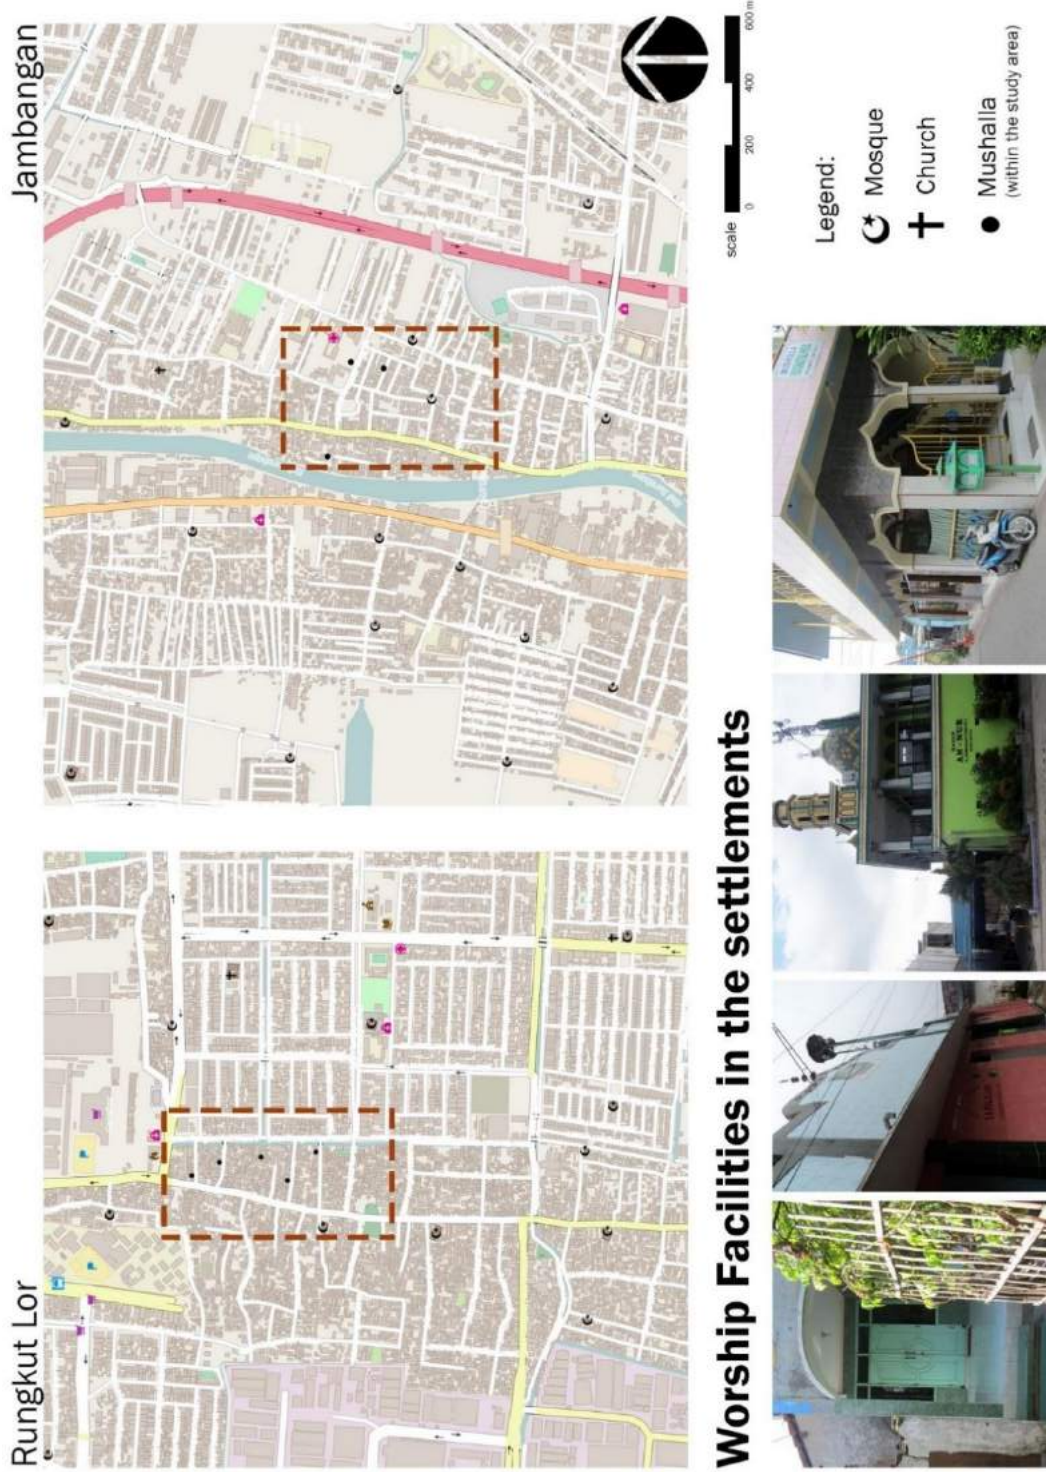 Rungkut Lor
Jambangan
Worship Facilities in the settlements
scale
0 200 400 600 m
Legend:
Mosque
Church
Mushalla
(within the study area)
AN-NUR